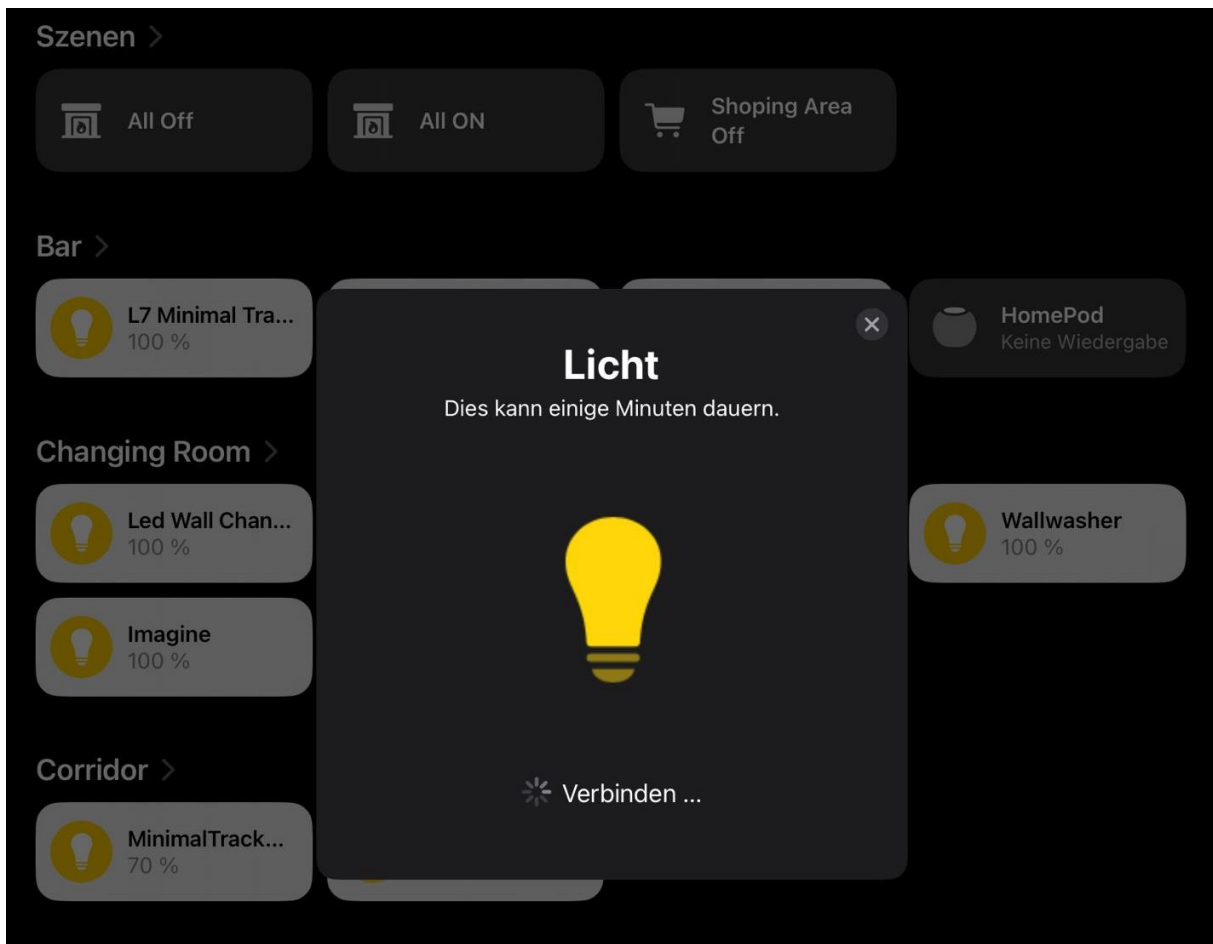 Szenen
All Off
All ON
Shoping Area
Off
Bar
L7 Minimal Tra...
100 %
HomePod
Keine Wiedergabe
Licht
Dies kann einige Minuten dauern.
Changing Room
Led Wall Chan...
100 %
Wallwasher
100 %
Imagine
100 %
Verbinden ...
Corridor
MinimalTrack...
70 %